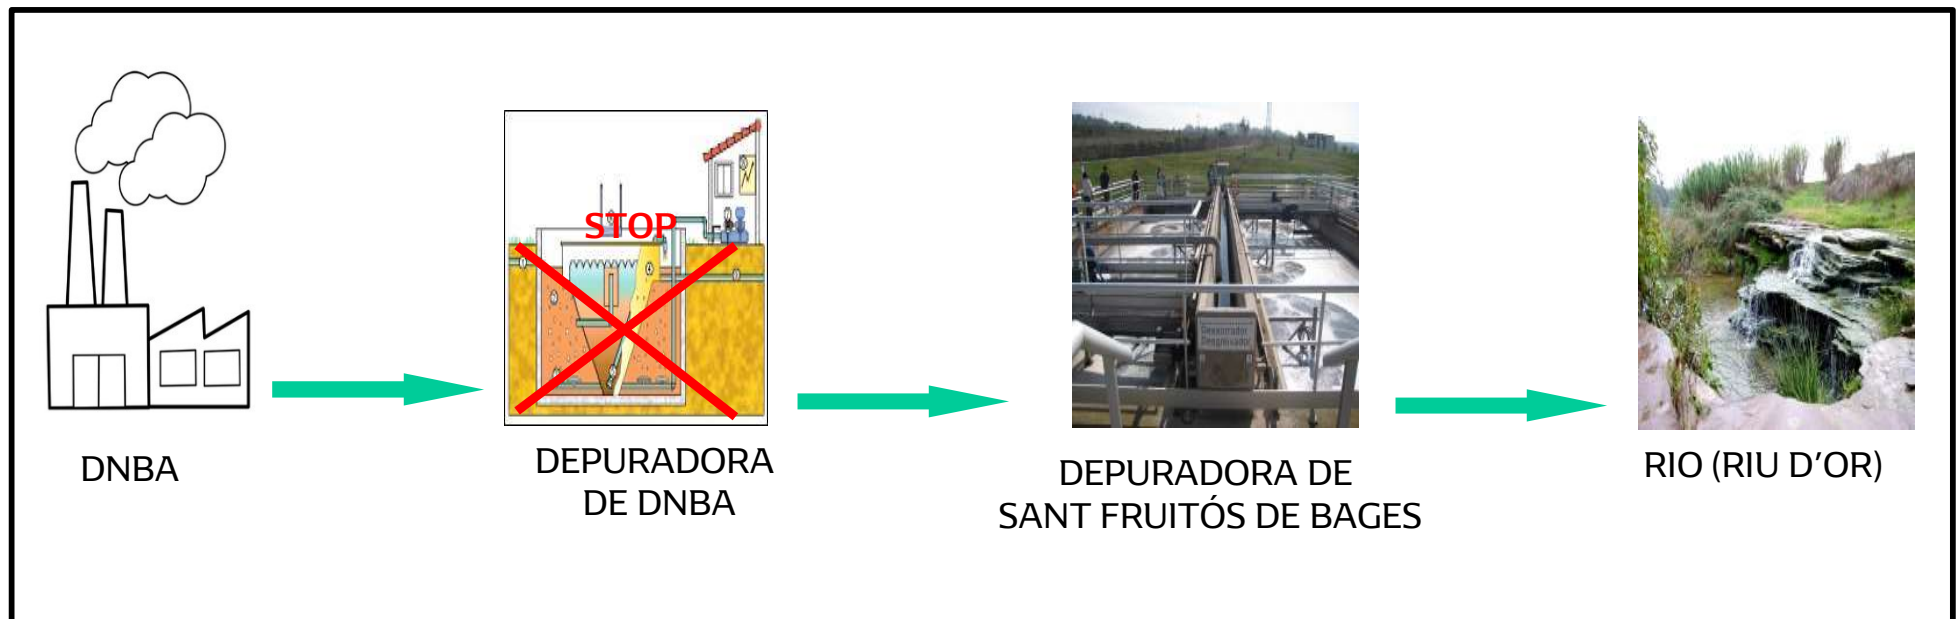 STOP
DNBA
DEPURADORA
DE DNBA
DEPURADORA DE
SANT FRUITÓS DE BAGES
RIO (RIU D'OR)